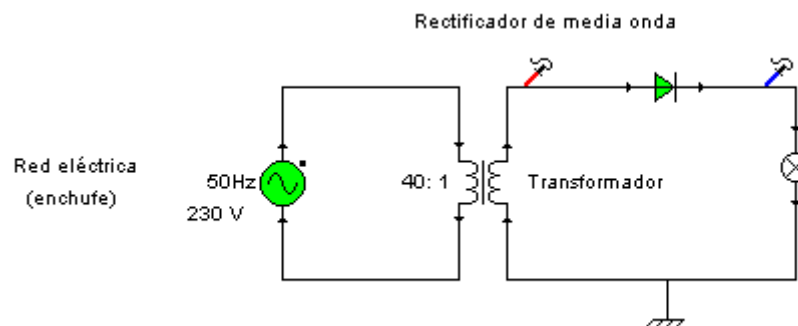 Rectificador de media onda
Red eléctrica
(enchufe)
50Hz
230 V
40: 1
Transformador